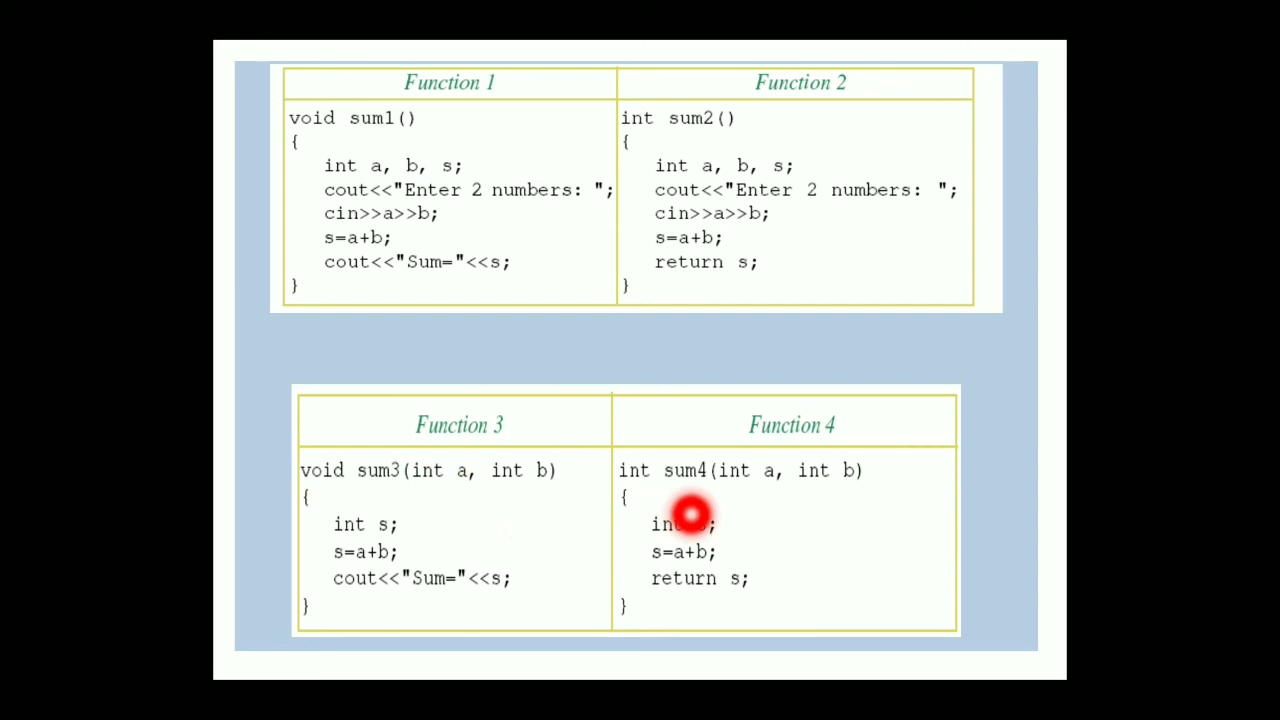 Function 1
void sum1()
{
int a, b, s;
cout<<"Enter 2 numbers: ";
cin>>a>>b;
s=a+b;
cout<<"Sum="<<s;
}
Function 2
int sum2()
{
int a, b, s;
cout<<"Enter 2 numbers: ";
cin>>a>>b;
s=a+b;
return s;
}
Function 3
void sum3(int a, int b)
{
int s;
s=a+b;
cout<<"Sum="<<s;
}
Function 4
int sum4(int a, int b)
{
int s;
s=a+b;
return s;
}